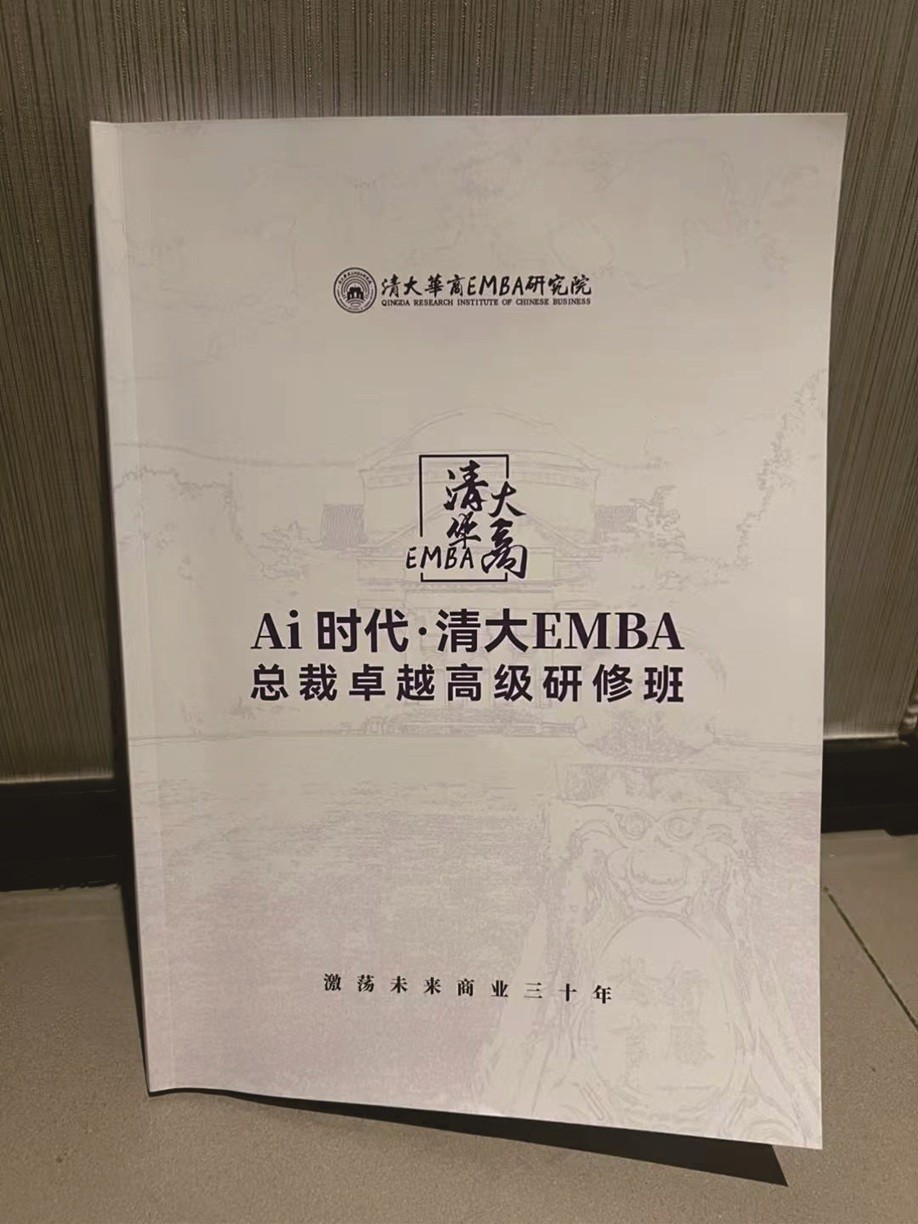 清大華商EMBA研究院
QINGDA RESEARCH INSTITUTE OF CHINESE BUSINESS
清大
华商
EMBA
Ai 时代·清大EMBA
总裁卓越高级研修班
激荡未来商业三十年